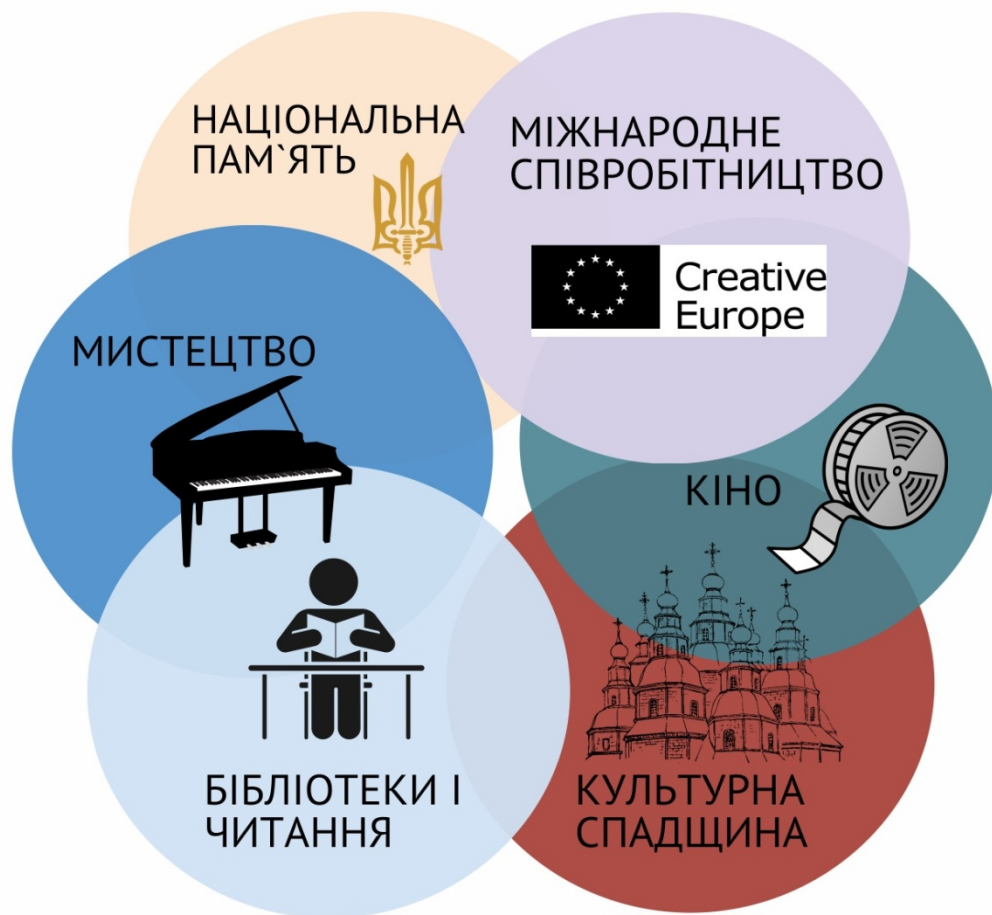 НАЦІОНАЛЬНА
ПАМ`ЯТЬ
МІЖНАРОДНЕ
СПІВРОБІТНИЦТВО
Creative
Europe
МИСТЕЦТВО
КІНО
БІБЛІОТЕКИ І
ЧИТАННЯ
КУЛЬТУРНА
СПАДЩИНА